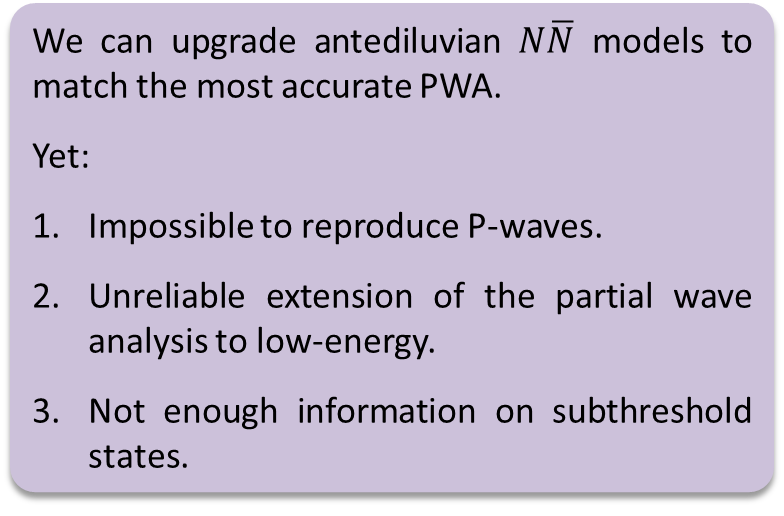 We can upgrade antediluvian NN̅ models to
match the most accurate PWA.
Yet:
1. Impossible to reproduce P-waves.
2. Unreliable extension of the partial wave
analysis to low-energy.
3. Not enough information on subthreshold
states.